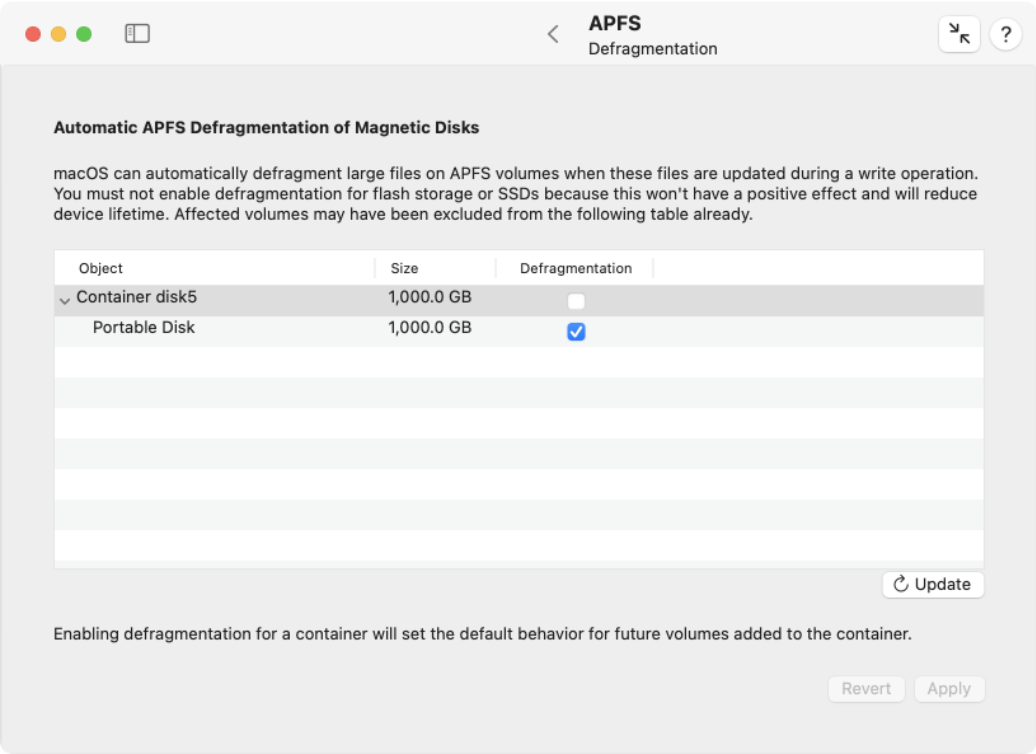 APFS
Defragmentation
?
Automatic APFS Defragmentation of Magnetic Disks
macOS can automatically defragment large files on APFS volumes when these files are updated during a write operation.
You must not enable defragmentation for flash storage or SSDs because this won't have a positive effect and will reduce
device lifetime. Affected volumes may have been excluded from the following table already.
Object Size Defragmentation
Container disk5 1,000.0 GB
Portable Disk 1,000.0 GB
Update
Enabling defragmentation for a container will set the default behavior for future volumes added to the container.
Revert Apply